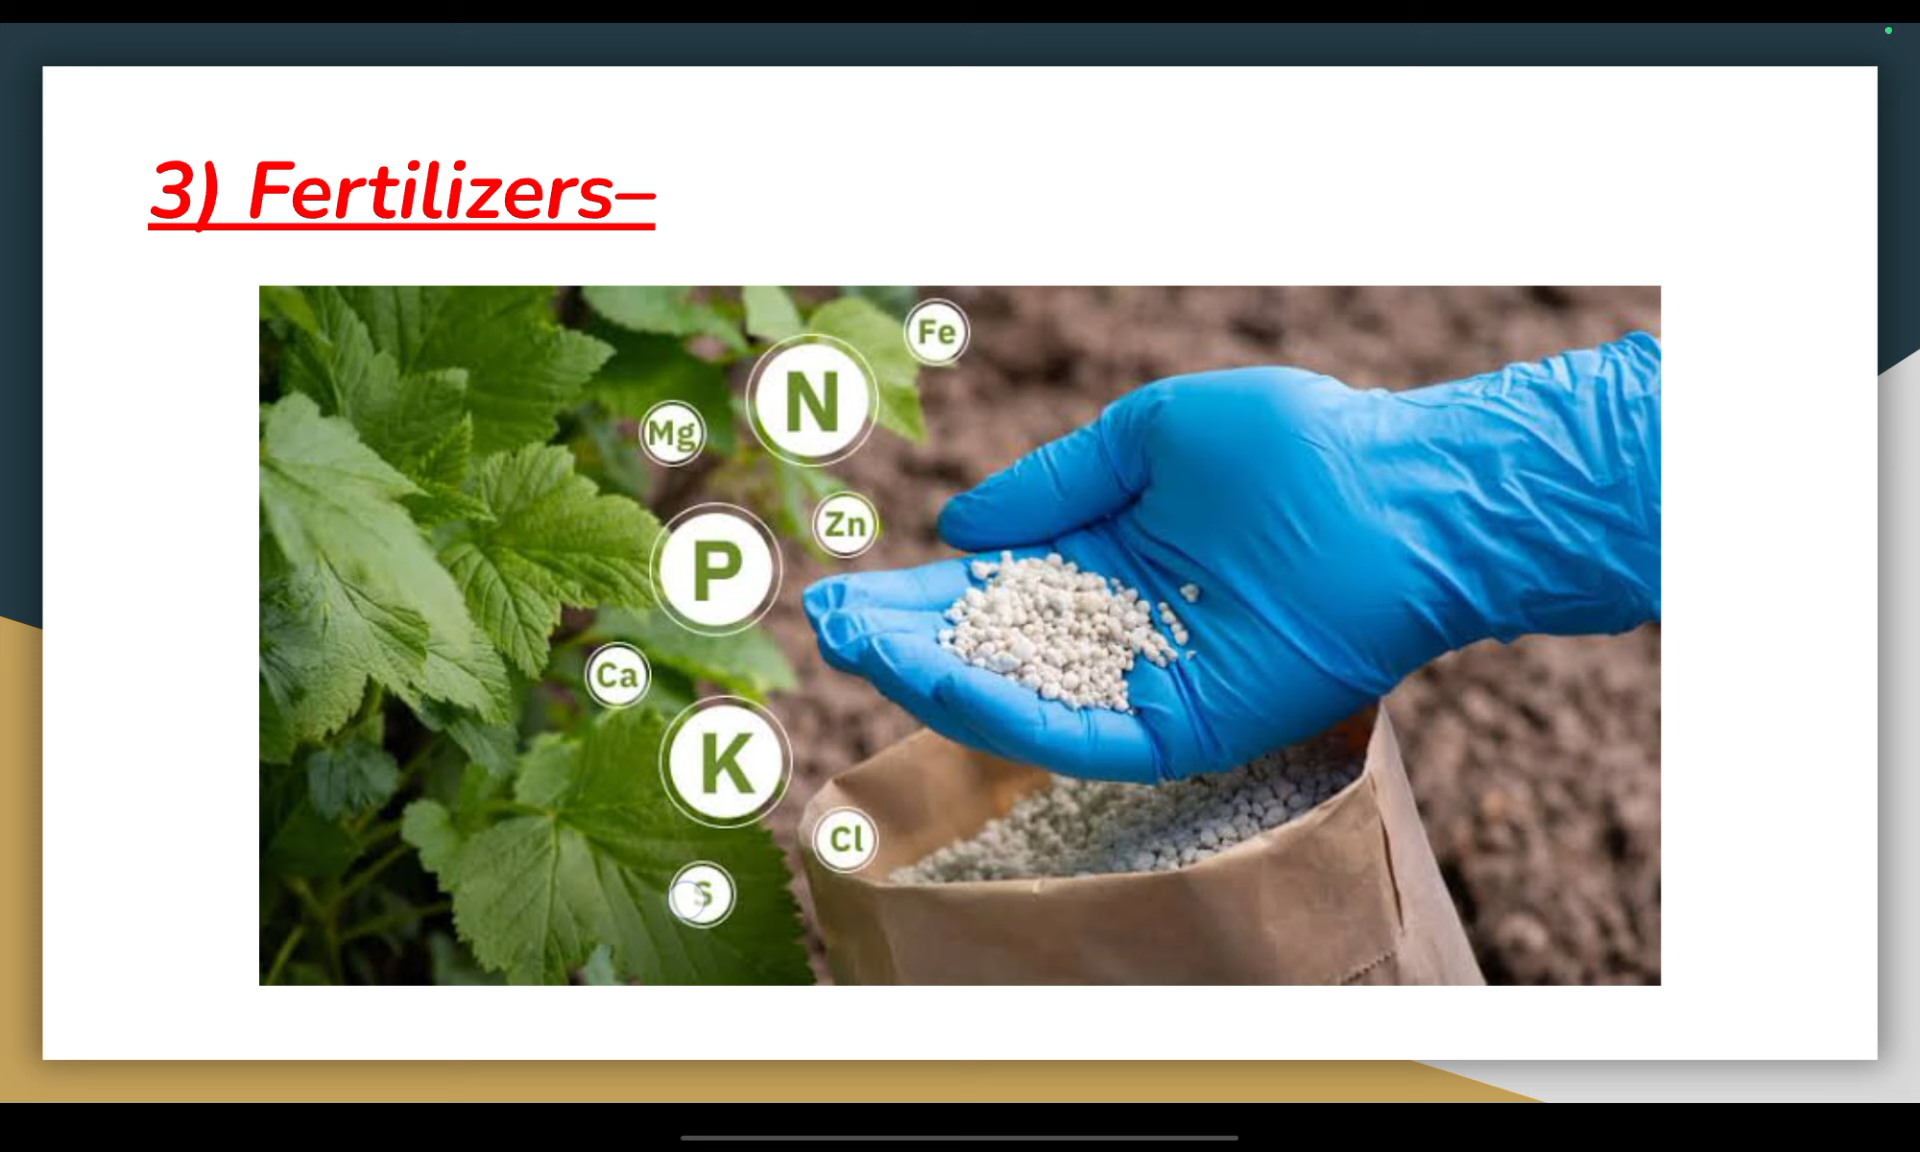 3) Fertilizers–
Fe
N
Mg
Zn
P
Ca
K
Cl
S